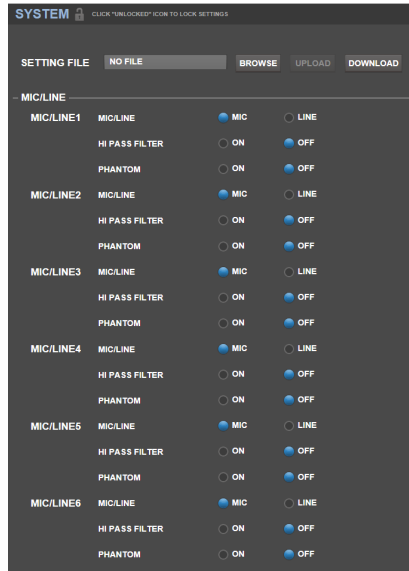 SYSTEM CLICK "UNLOCKED" ICON TO LOCK SETTINGS
SETTING FILE NO FILE BROWSE UPLOAD DOWNLOAD
MIC/LINE
MIC/LINE1 MIC/LINE MIC LINE
HI PASS FILTER ON OFF
PHANTOM ON OFF
MIC/LINE2 MIC/LINE MIC LINE
HI PASS FILTER ON OFF
PHANTOM ON OFF
MIC/LINE3 MIC/LINE MIC LINE
HI PASS FILTER ON OFF
PHANTOM ON OFF
MIC/LINE4 MIC/LINE MIC LINE
HI PASS FILTER ON OFF
PHANTOM ON OFF
MIC/LINE5 MIC/LINE MIC LINE
HI PASS FILTER ON OFF
PHANTOM ON OFF
MIC/LINE6 MIC/LINE MIC LINE
HI PASS FILTER ON OFF
PHANTOM ON OFF